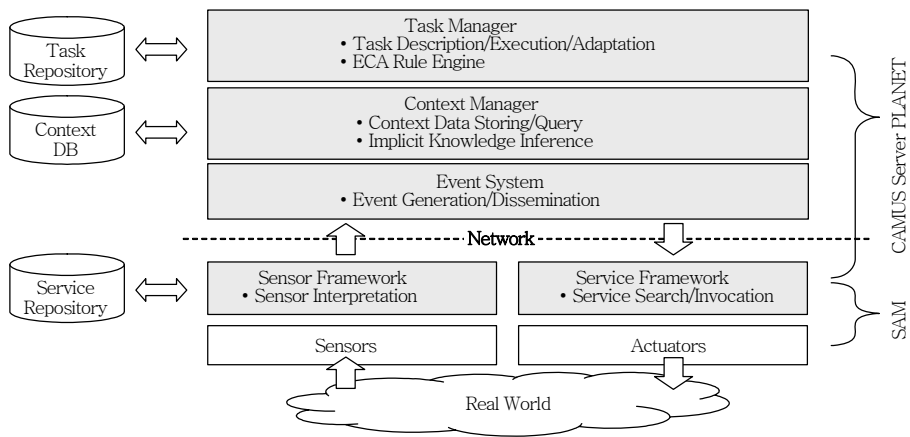 Task
Repository
Task Manager
• Task Description/Execution/Adaptation
• ECA Rule Engine
Context
DB
Context Manager
• Context Data Storing/Query
• Implicit Knowledge Inference
Event System
• Event Generation/Dissemination
CAMUS Server PLANET
Network
Service
Repository
Sensor Framework
• Sensor Interpretation
Service Framework
• Service Search/Invocation
SAM
Sensors
Actuators
Real World